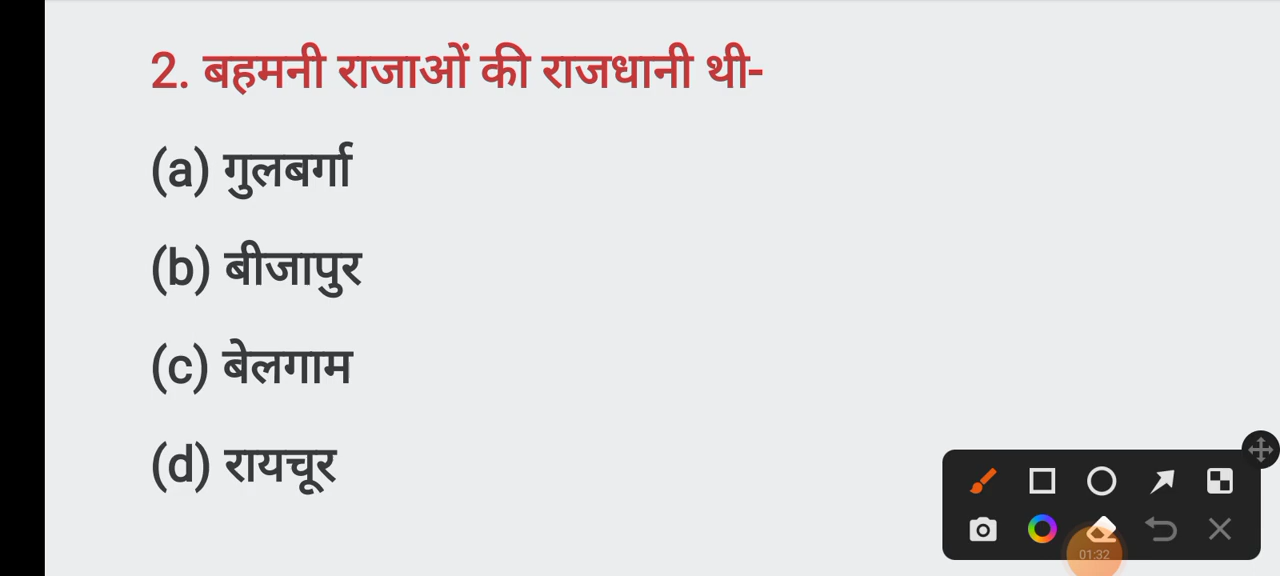 2. बहमनी राजाओं की राजधानी थी-
(a) गुलबर्गा
(b) बीजापुर
(c) बेलगाम
(d) रायचूर
01:32